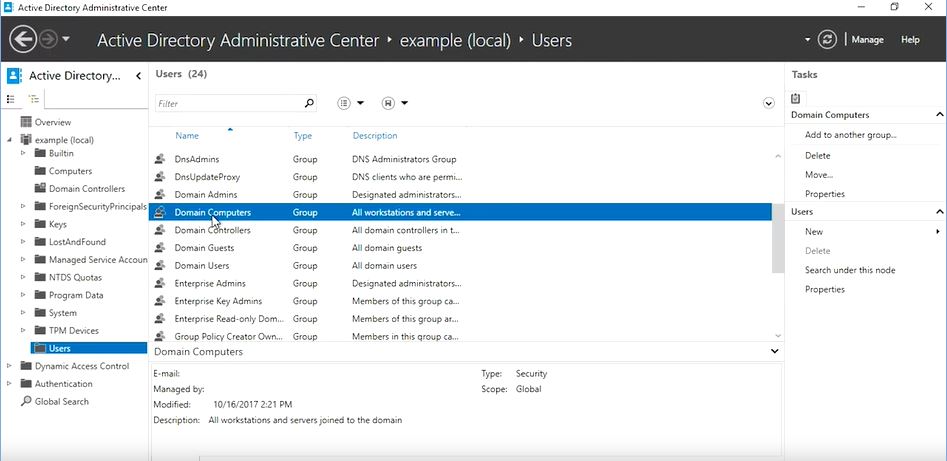 Active Directory Administrative Center
Active Directory Administrative Center • example (local) • Users
Manage
Help
Active Directory...
Overview
example (local)
Builtin
Computers
Domain Controllers
ForeignSecurityPrincipals
Keys
LostAndFound
Managed Service Accoun
NTDS Quotas
Program Data
System
TPM Devices
Users
Dynamic Access Control
Authentication
Global Search
Users (24)
Filter
Name Type Description
DnsAdmins Group DNS Administrators Group
DnsUpdateProxy Group DNS clients who are permi...
Domain Admins Group Designated administrators...
Domain Computers Group All workstations and serve...
Domain Controllers Group All domain controllers in t...
Domain Guests Group All domain guests
Domain Users Group All domain users
Enterprise Admins Group Designated administrators...
Enterprise Key Admins Group Members of this group ca...
Enterprise Read-only Dom... Group Members of this group ar...
Group Policy Creator Own... Group Members in this group ca...
Domain Computers
E-mail:
Managed by:
Modified: 10/16/2017 2:21 PM
Description: All workstations and servers joined to the domain
Type: Security
Scope: Global
Tasks
Domain Computers
Add to another group...
Delete
Move...
Properties
Users
New
Delete
Search under this node
Properties